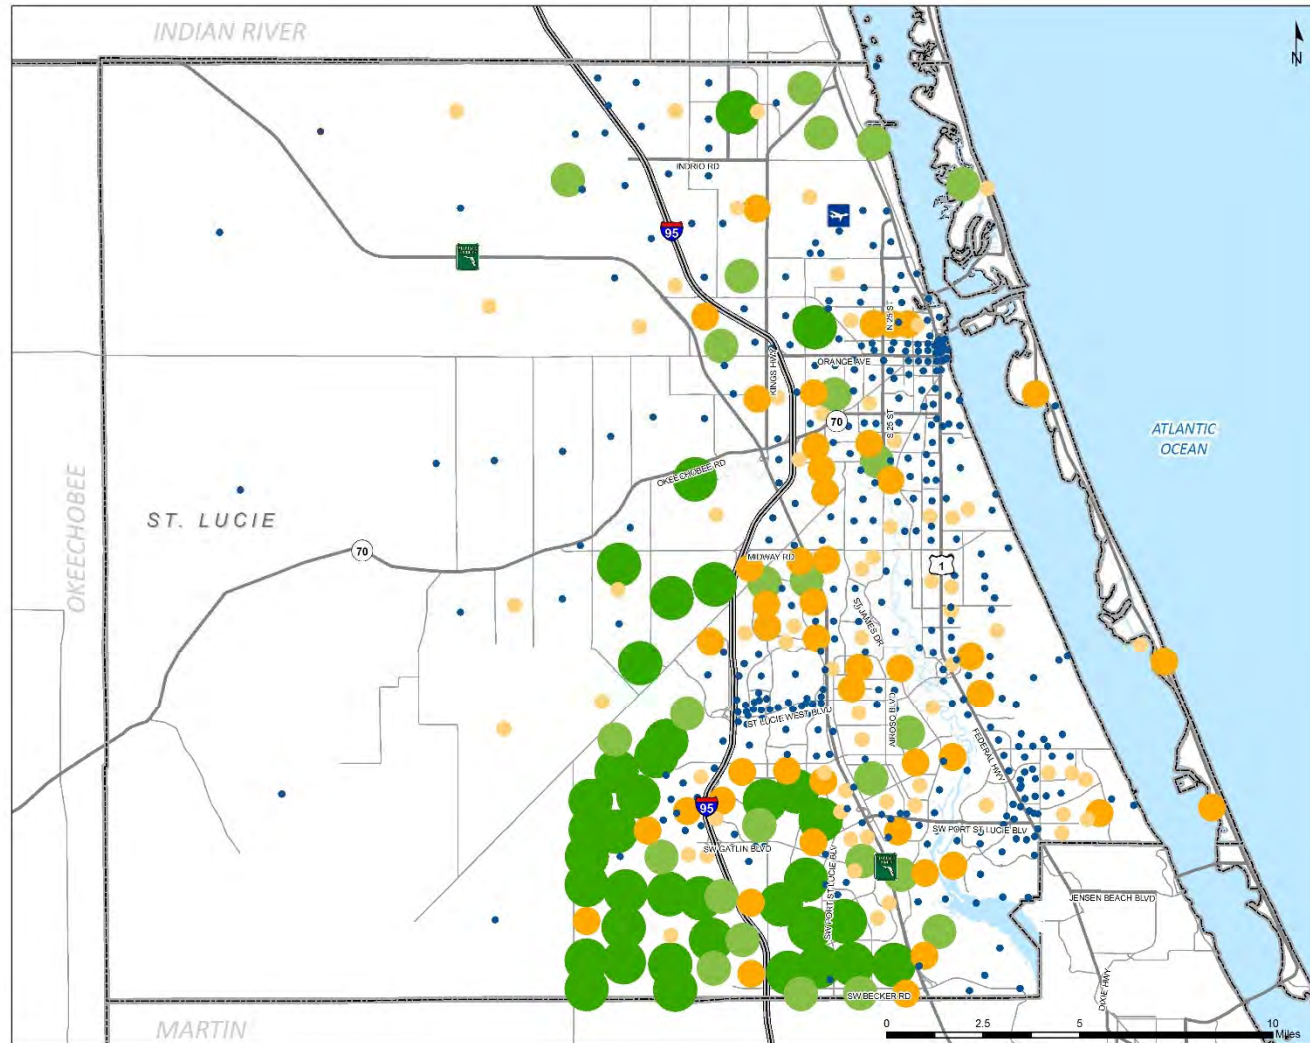 INDIAN RIVER
N
INDRIO RD
95
N 25 ST
KINGS HWY
ORANGE AVE
70
S 25 ST
ATLANTIC
OCEAN
OKEECHOBEE RD
OKEECHOBEE
ST. LUCIE
70
MIDWAY RD
1
ST. JAMES DR
ST LUCIE WEST BLVD
AIROSO BLVD
FEDERAL HWY
95
SW PORT ST LUCIE BLV
SW GATLIN BLVD
SW PORT ST LUCIE BLV
JENSEN BEACH BLVD
SW BECKER RD
DIXIE HWY
MARTIN
0 2.5 5 10
Miles